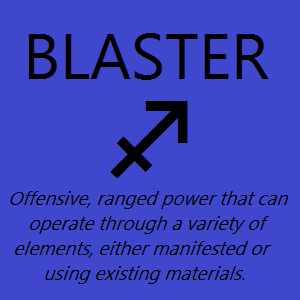 BLASTER
Offensive, ranged power that can
operate through a variety of
elements, either manifested or
using existing materials.